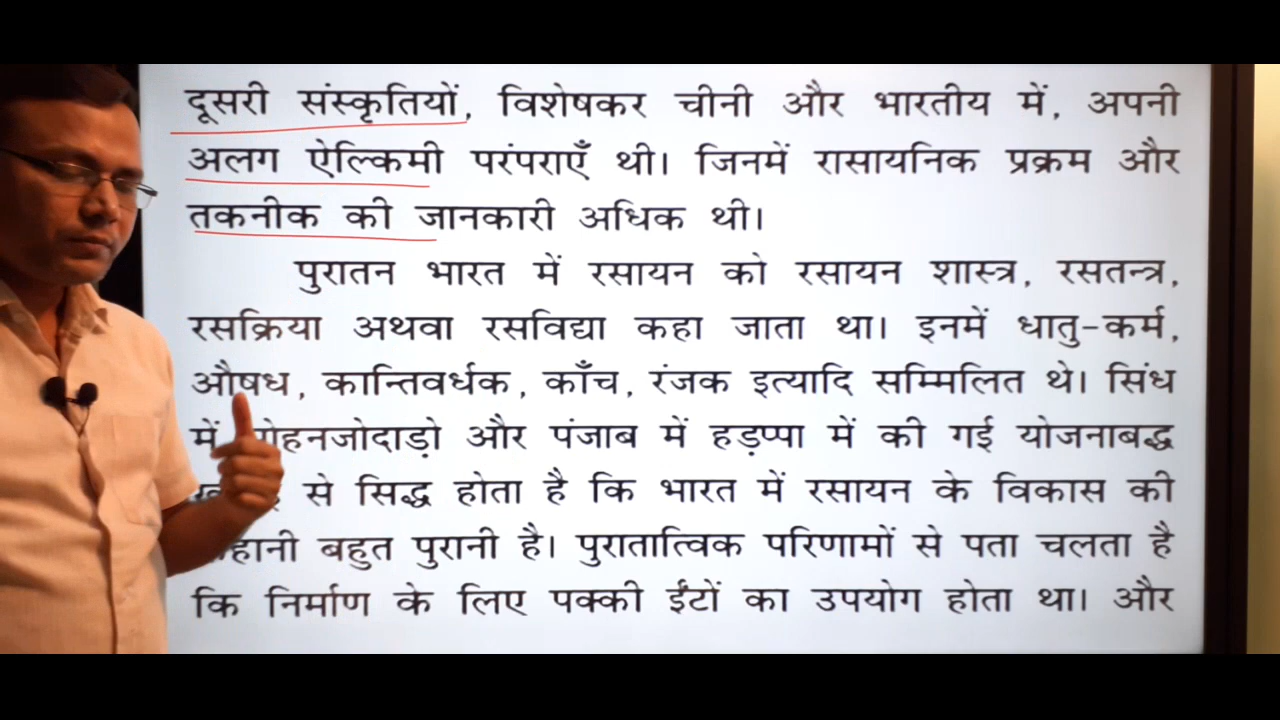 दूसरी संस्कृतियों, विशेषकर चीनी और भारतीय में, अपनी
अलग ऐल्किमी परंपराएँ थी। जिनमें रासायनिक प्रक्रम और
तकनीक की जानकारी अधिक थी।
पुरातन भारत में रसायन को रसायन शास्त्र, रसतन्त्र,
रसक्रिया अथवा रसविद्या कहा जाता था। इनमें धातु-कर्म,
औषध, कान्तिवर्धक, काँच, रंजक इत्यादि सम्मिलित थे। सिंध
में और पंजाब में हड़प्पा में की गई योजनाबद्ध
से सिद्ध होता है कि भारत में रसायन के विकास की
बहुत पुरानी है। पुरातात्विक परिणामों से पता चलता है
कि निर्माण के लिए पक्की ईंटों का उपयोग होता था। और